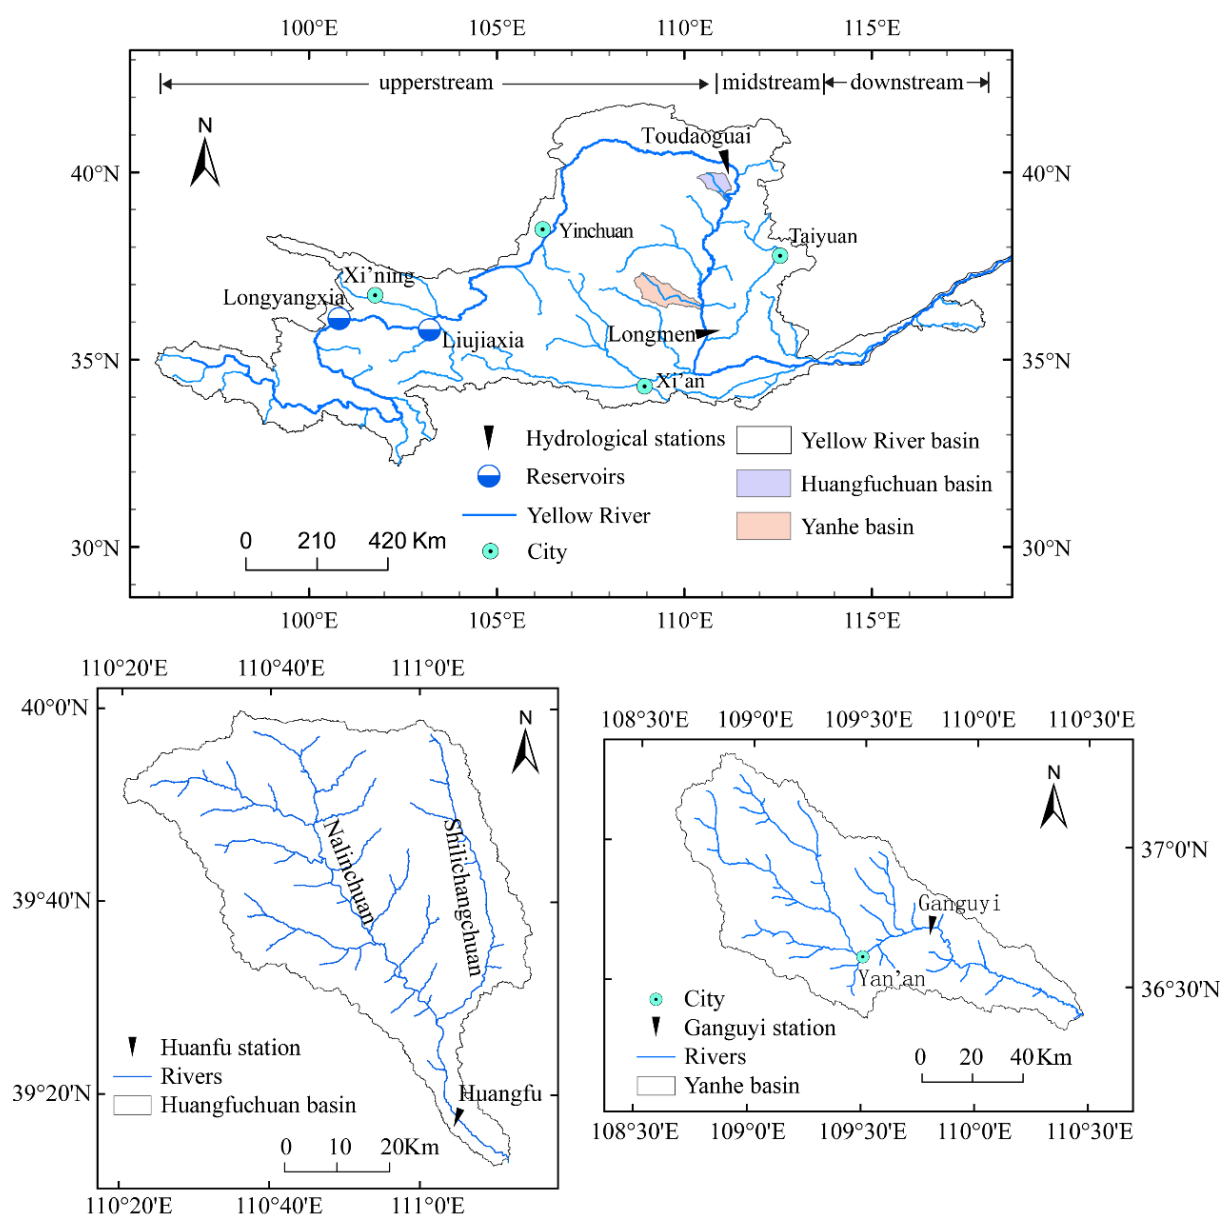 100°E 105°E 110°E 115°E
upperstream midstream downstream
N
Toudaoguai
40°N 40°N
Yinchuan
Taiyuan
Xi'ning
Longyangxia
Liujiaxia
Longmen
35°N 35°N
Xi'an
Hydrological stations
Reservoirs
Yellow River
City
Yellow River basin
Huangfuchuan basin
Yanhe basin
0 210 420 Km
30°N 30°N
100°E 105°E 110°E 115°E
110°20'E 110°40'E 111°0'E
40°0'N
N
Nalinchuan
Shilichangchuan
39°40'N
Huanfu station
Rivers
Huangfuchuan basin
39°20'N
Huangfu
0 10 20Km
110°20'E 110°40'E 111°0'E
108°30'E 109°0'E 109°30'E 110°0'E 110°30'E
N
37°0'N
Ganguyi
Yan'an
36°30'N
City
Ganguyi station
Rivers
Yanhe basin
0 20 40Km
108°30'E 109°0'E 109°30'E 110°0'E 110°30'E